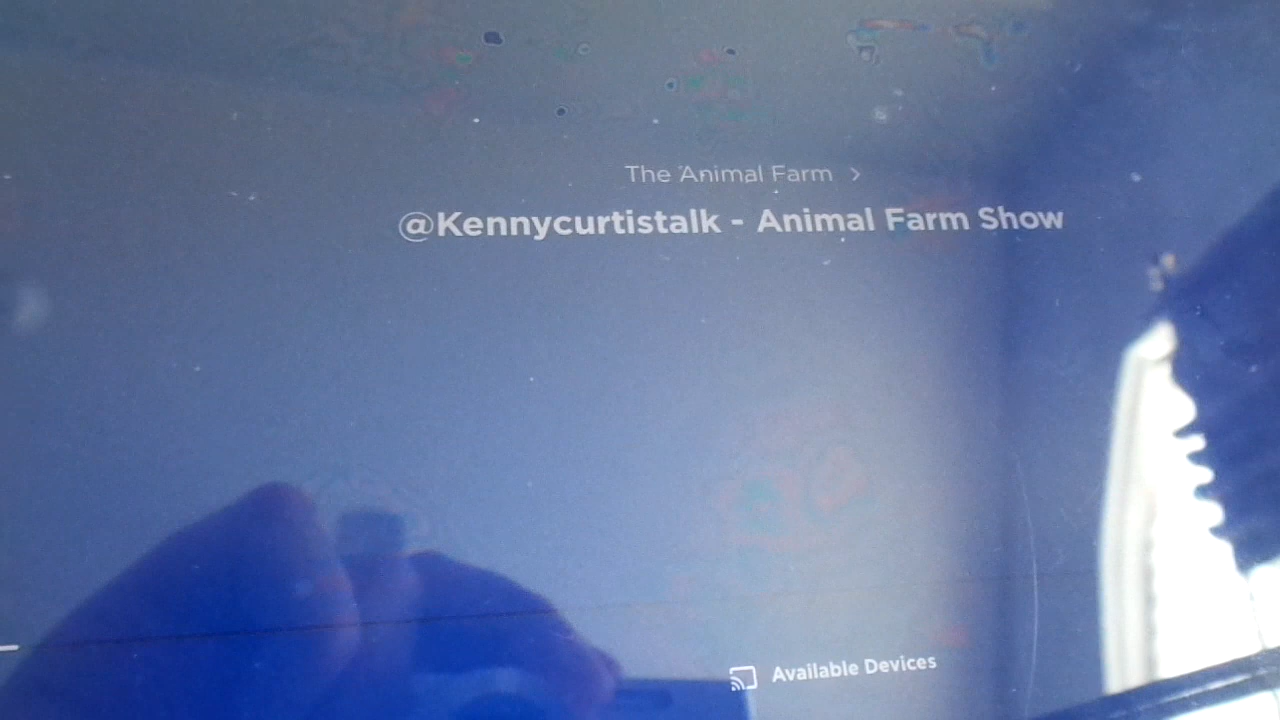 The Animal Farm >
@Kennycurtistalk - Animal Farm Show
Available Devices